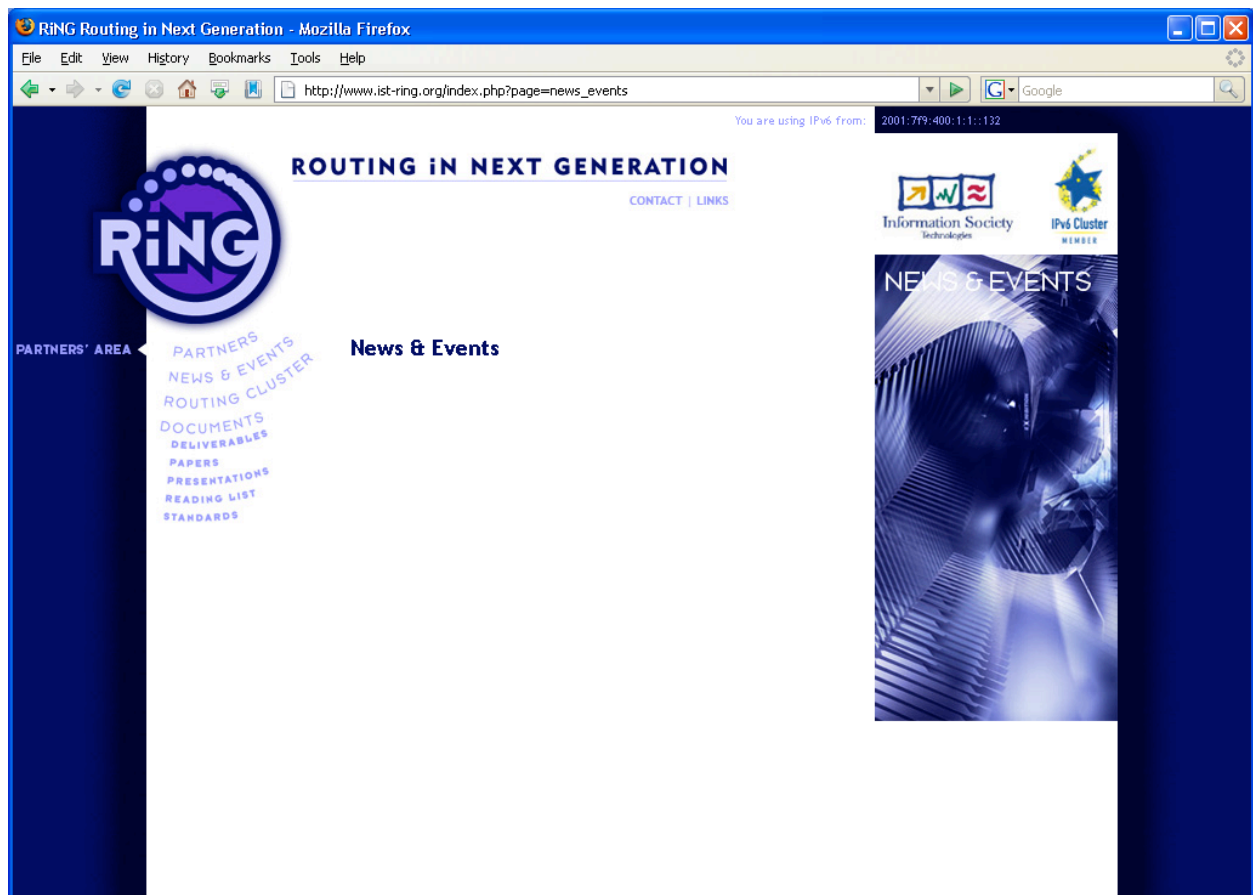 RiNG Routing in Next Generation - Mozilla Firefox
File Edit View History Bookmarks Tools Help
http://www.ist-ring.org/index.php?page=news_events
G Google
You are using IPv6 from: 2001:7f9:400:1:1::132
ROUTING iN NEXT GENERATION
CONTACT | LINKS
RiNG
Information Society
Technologies
IPv6 Cluster
MEMBER
NEWS & EVENTS
PARTNERS' AREA
PARTNERS
NEWS & EVENTS
ROUTING CLUSTER
DOCUMENTS
DELIVERABLES
PAPERS
PRESENTATIONS
READING LIST
STANDARDS
News & Events